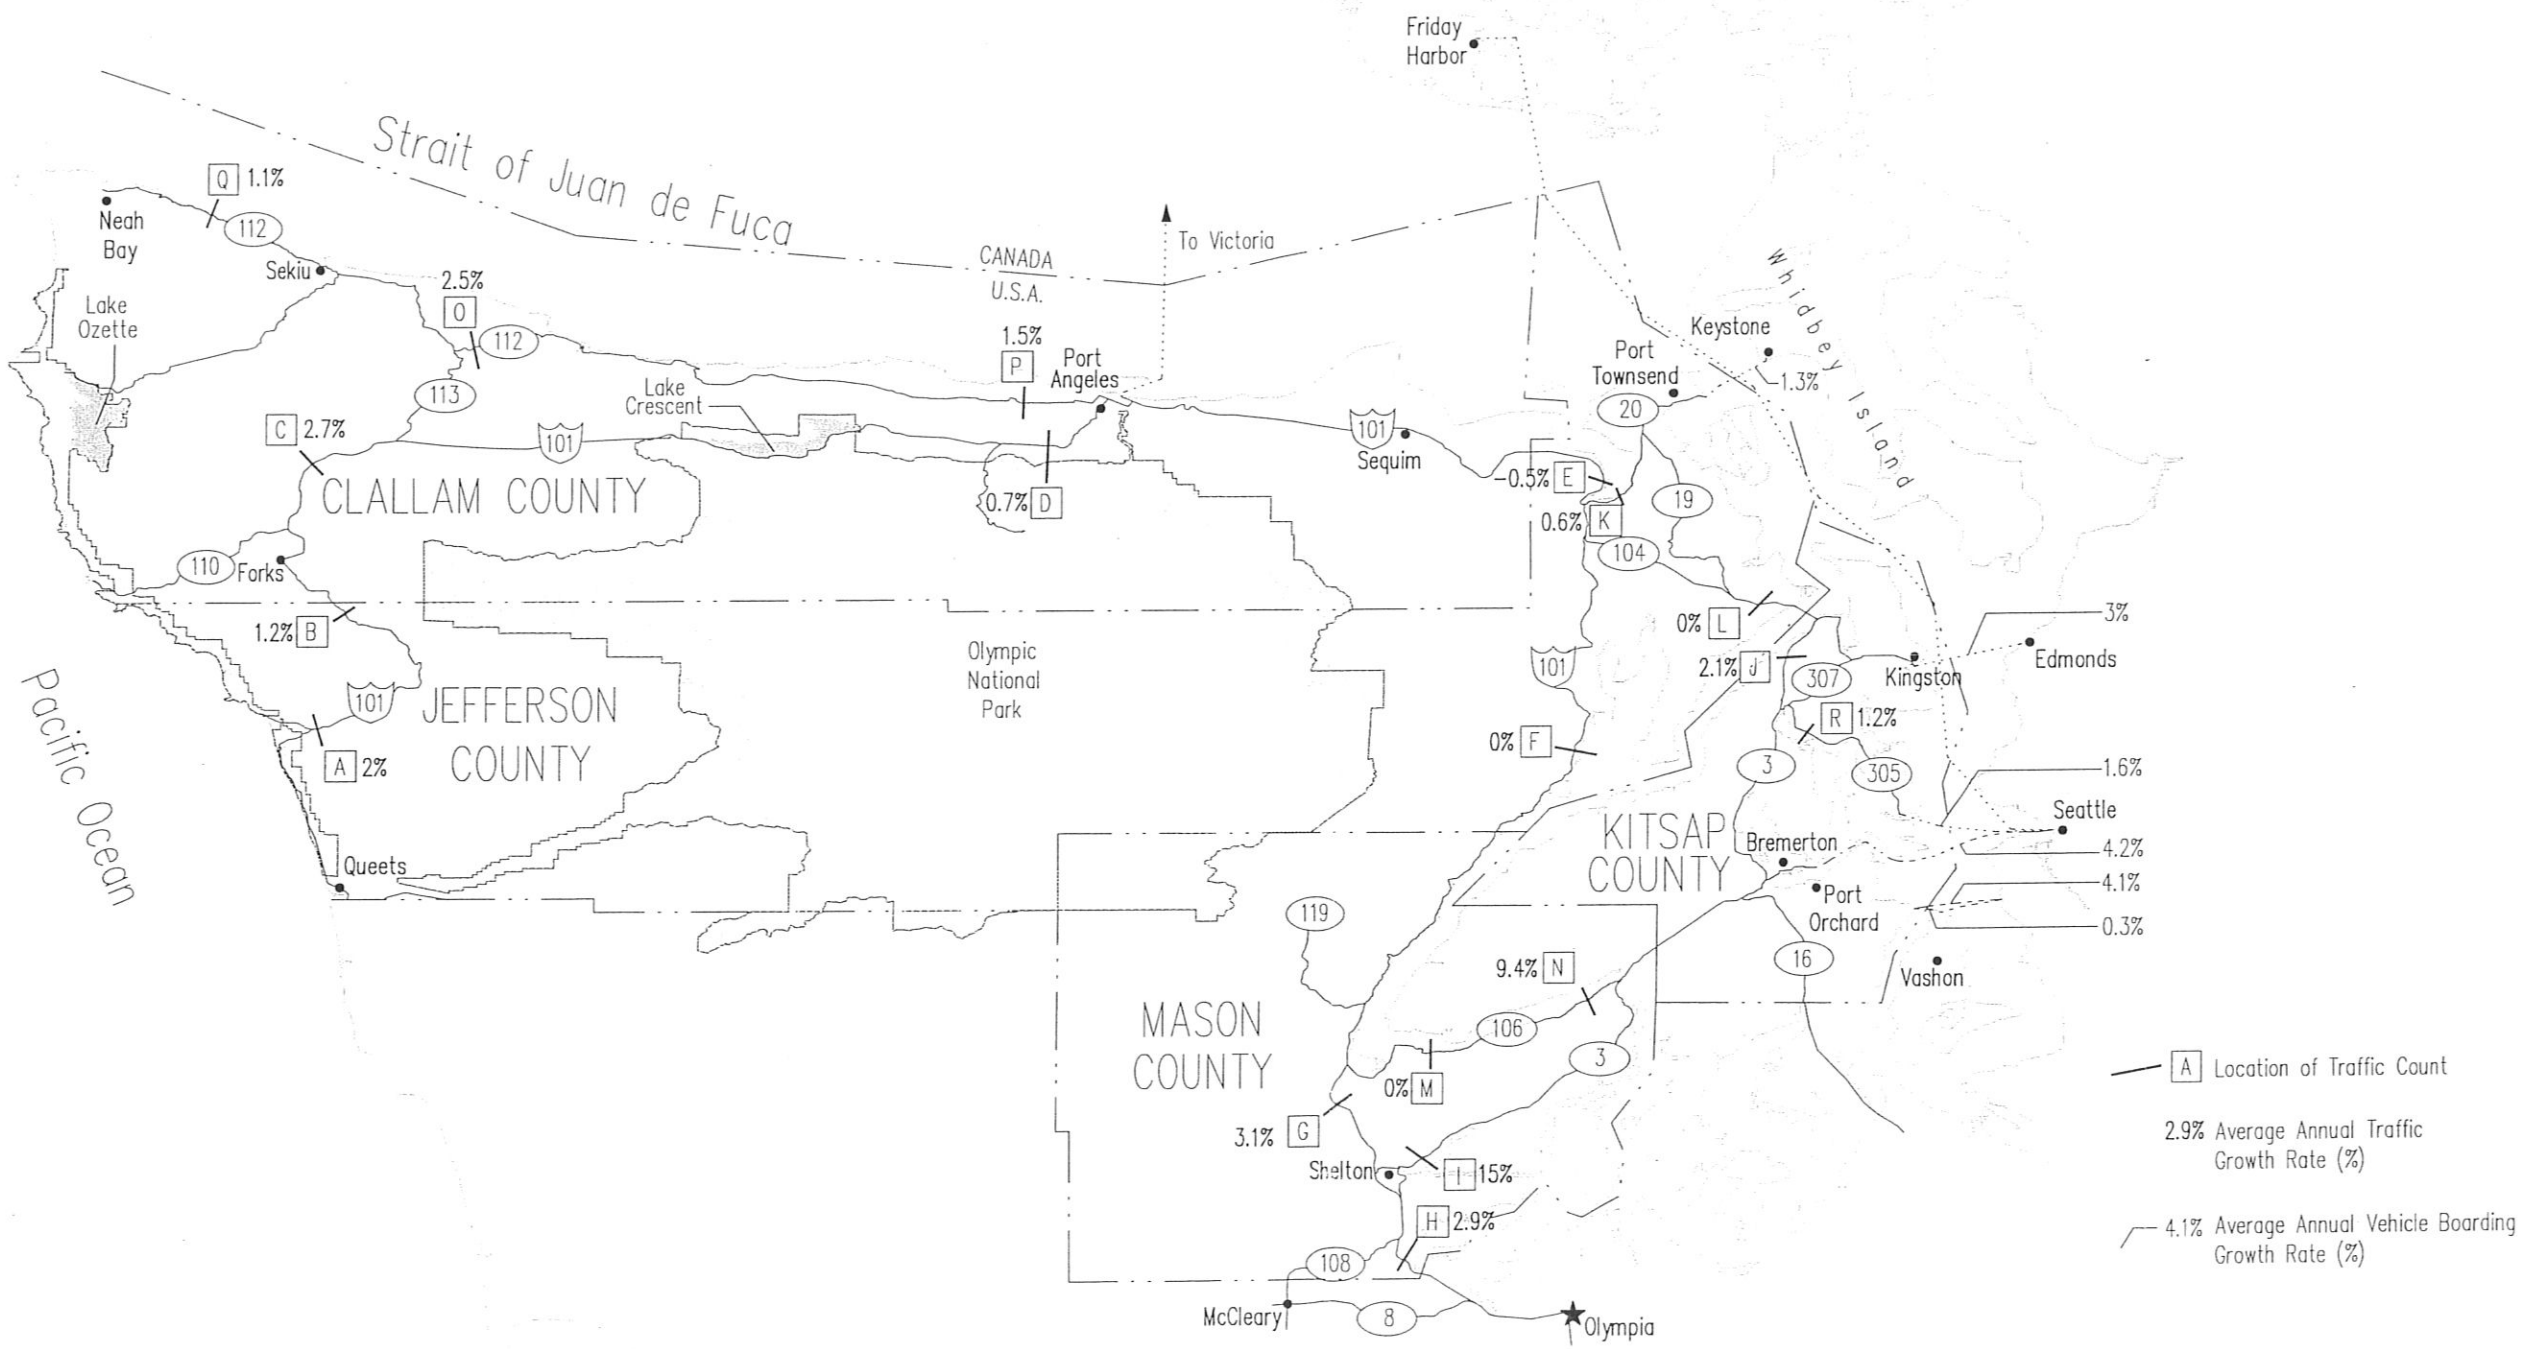 Friday
Harbor
Strait of Juan de Fuca
Q 1.1%
Neah
Bay
112
Sekiu
To Victoria
CANADA
U.S.A.
Whidbey Island
Lake
Ozette
2.5%
O
112
1.5%
P
Port
Angeles
Keystone
1.3%
Port
Townsend
20
113
Lake
Crescent
C 2.7%
101
101
Sequim
-0.5% E
19
CLALLAM COUNTY
0.7% D
0.6% K
104
110
Forks
1.2% B
0% L
3%
Edmonds
Olympic
National
Park
101
2.1% J
307
Kingston
Pacific Ocean
101
JEFFERSON
COUNTY
R 1.2%
0% F
A 2%
3
305
1.6%
Seattle
KITSAP
COUNTY
Bremerton
4.2%
Queets
4.1%
Port
Orchard
0.3%
119
16
Vashon
9.4% N
MASON
COUNTY
106
3
0% M
A Location of Traffic Count
3.1% G
2.9% Average Annual Traffic
Growth Rate (%)
Shelton
I 15%
H 2.9%
4.1% Average Annual Vehicle Boarding
Growth Rate (%)
108
McCleary
8
Olympia